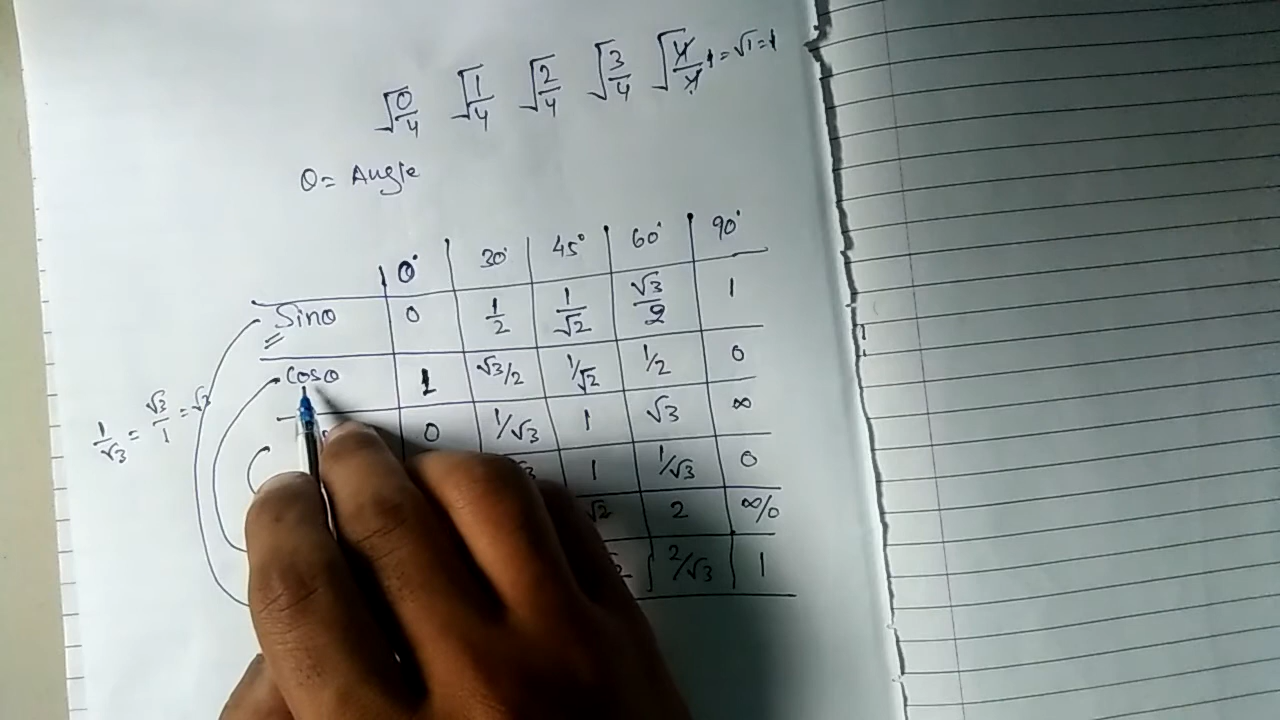 √0/4 √1/4 √2/4 √3/4 √4/4 1 = √1 = 1
θ = Angle
0° 30° 45° 60° 90°
Sinθ 0 1/2 1/√2 √3/2 1
cosθ 1 √3/2 1/√2 1/2 0
1/√3 = √3/1 = √3
0 1/√3 1 √3 ∞
1 1/√3 0
√2 2 ∞/0
2/√3 1